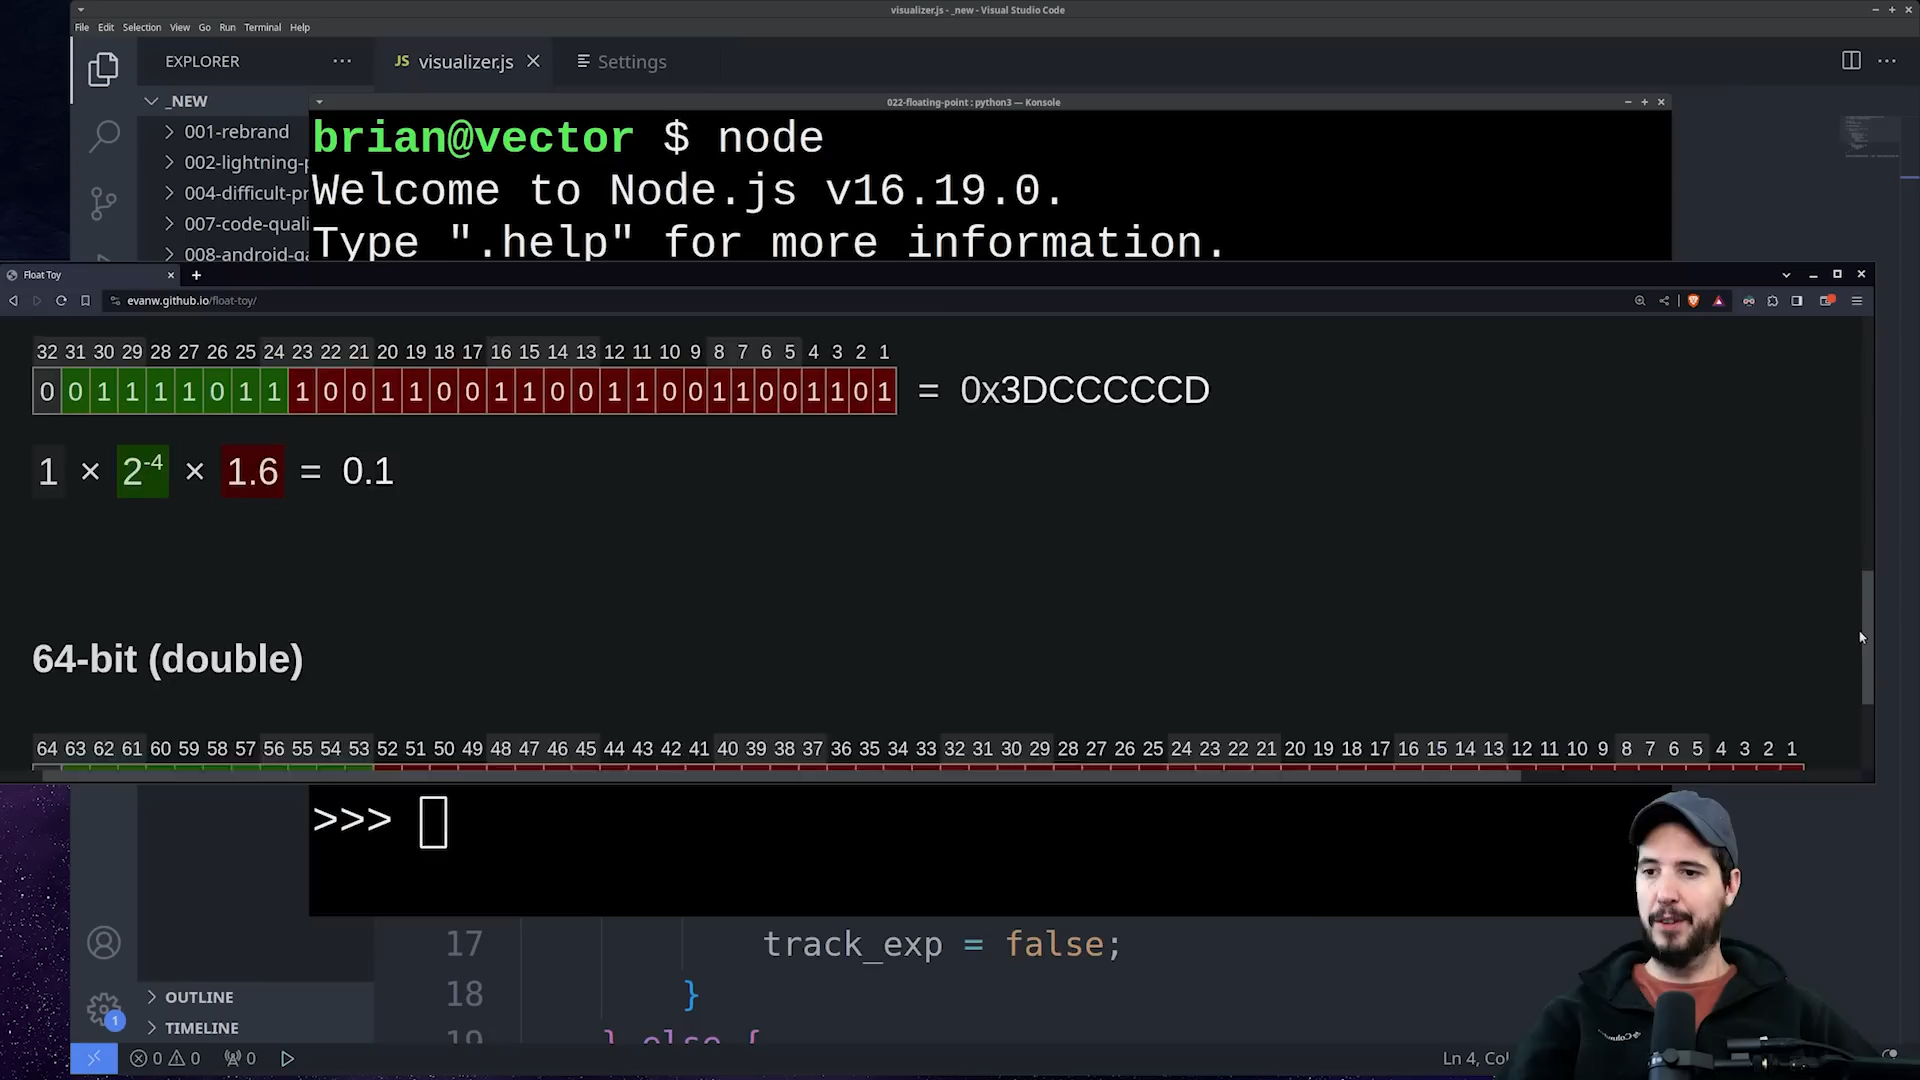 visualizer.js - _new - Visual Studio Code
File Edit Selection View Go Run Terminal Help
EXPLORER ··· JS visualizer.js Settings ···
_NEW
001-rebrand
002-lightning-
004-difficult-pr
007-code-quali
008-android-ga
022-floating-point : python3 — Konsole
brian@vector $ node
Welcome to Node.js v16.19.0.
Type ".help" for more information.
Float Toy
evanw.github.io/float-toy/
32 31 30 29 28 27 26 25 24 23 22 21 20 19 18 17 16 15 14 13 12 11 10 9 8 7 6 5 4 3 2 1
0 0 1 1 1 1 0 1 1 1 0 0 1 1 0 0 1 1 0 0 1 1 0 0 1 1 0 0 1 1 0 1 = 0x3DCCCCCD
1 × 2-4 × 1.6 = 0.1
64-bit (double)
64 63 62 61 60 59 58 57 56 55 54 53 52 51 50 49 48 47 46 45 44 43 42 41 40 39 38 37 36 35 34 33 32 31 30 29 28 27 26 25 24 23 22 21 20 19 18 17 16 15 14 13 12 11 10 9 8 7 6 5 4 3 2 1
>>>
17 track_exp = false;
18 }
19 } else {
OUTLINE
TIMELINE
1
0 0 0 Ln 4, Col
Columbia